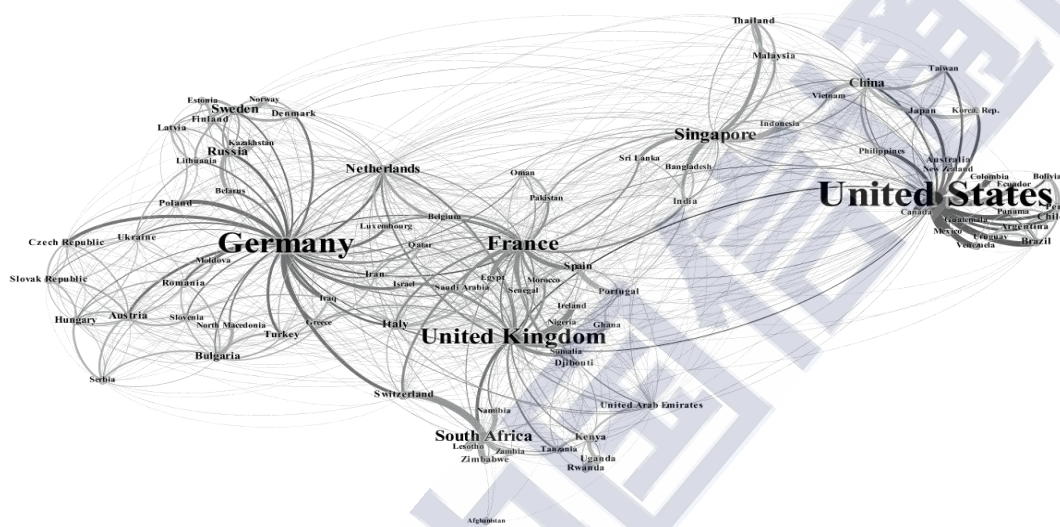 Thailand
Malaysia
China
Taiwan
Vietnam
Japan
Korea, Rep.
Indonesia
Singapore
Philippines
Sri Lanka
Bangladesh
India
Australia
New Zealand
Colombia
Ecuador
Bolivia
United States
Canada
Panama
Guatemala
Argentina
Mexico
Uruguay
Venezuela
Brazil
Estonia
Norway
Sweden
Denmark
Finland
Latvia
Kazakhstan
Russia
Lithuania
Belarus
Poland
Netherlands
Oman
Pakistan
Belgium
Luxembourg
Czech Republic
Ukraine
Germany
Qatar
France
Moldova
Spain
Slovak Republic
Romania
Iran
Israel
Saudi Arabia
Egypt
Morocco
Senegal
Portugal
Iraq
Ireland
Hungary
Austria
Slovenia
North Macedonia
Greece
Turkey
Italy
Nigeria
Ghana
United Kingdom
Somalia
Djibouti
Bulgaria
Serbia
Switzerland
Namibia
United Arab Emirates
South Africa
Kenya
Lesotho
Zambia
Tanzania
Zimbabwe
Uganda
Rwanda
Afghanistan